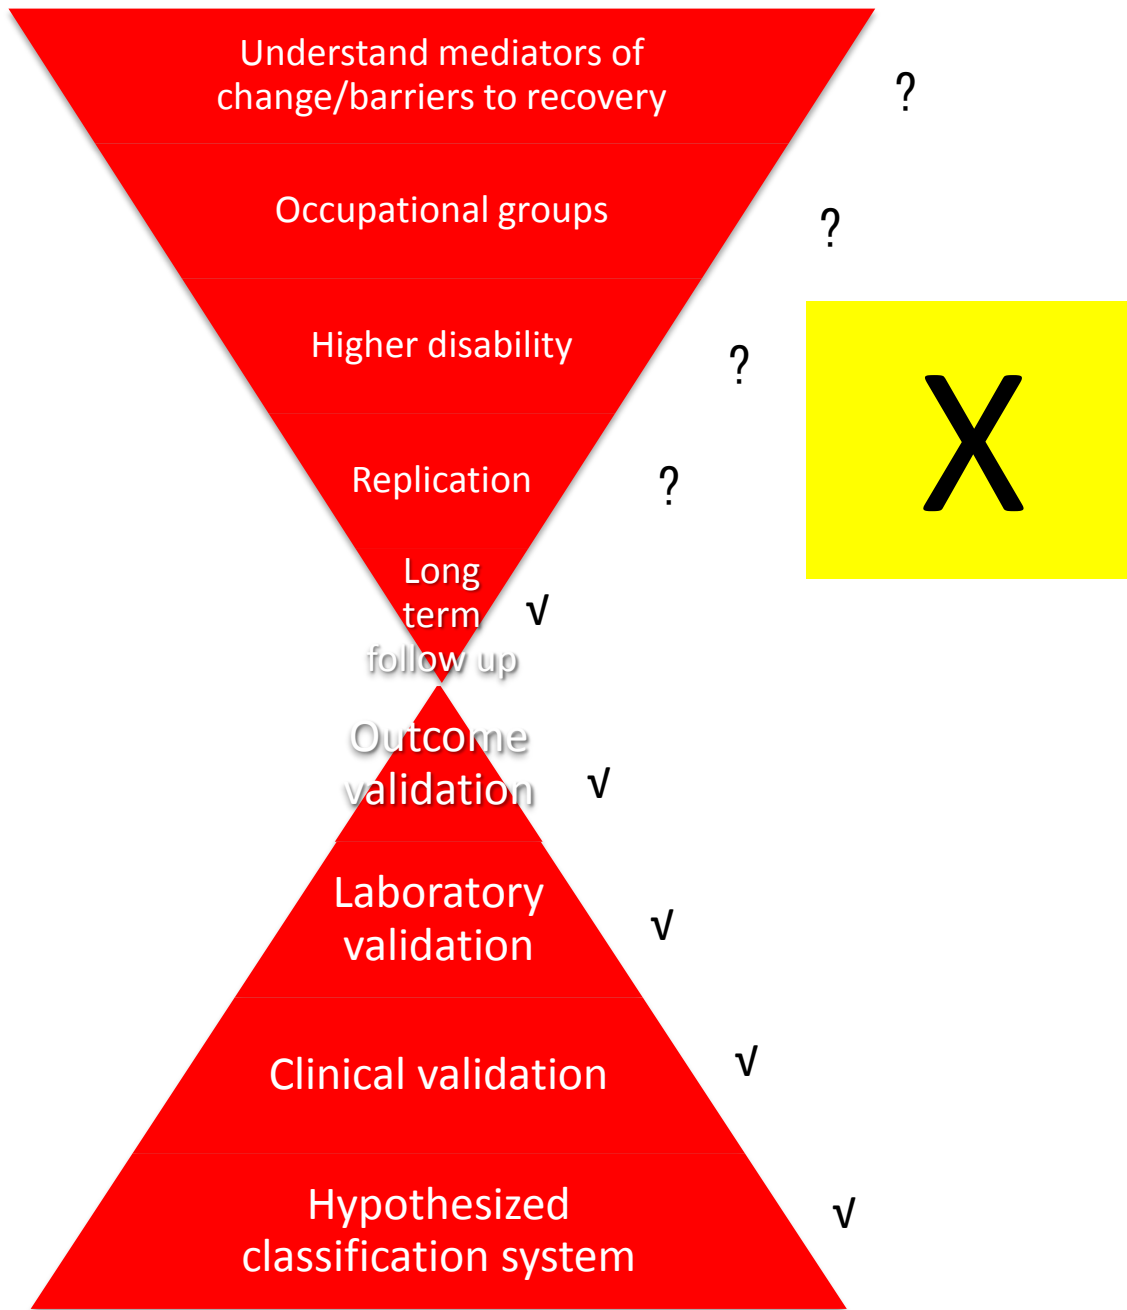 Understand mediators of
change/barriers to recovery
?
Occupational groups
?
Higher disability
?
X
Replication
?
Long
term
follow up
√
Outcome
validation
√
Laboratory
validation
√
Clinical validation
√
Hypothesized
classification system
√